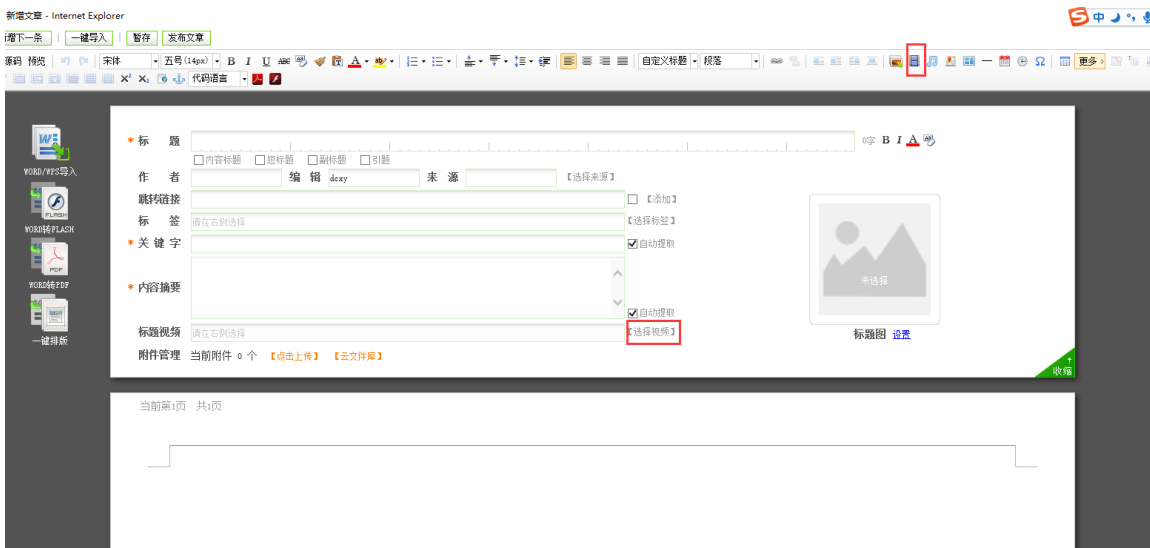 新增文章 - Internet Explorer
中
增下一条 一键导入 暂存 发布文章
源码 预览 宋体 五号(14px) B I U ABC A ab 自定义标题 段落 Ω 更多
X² X₂ 代码语言
WORD/WPS导入
FLASH
WORD转FLASH
PDF
WORD转PDF
一键排版
* 标 题 0字 B I A
内容标题 短标题 副标题 引题
作 者 编 辑 dcxy 来 源 【选择来源】
跳转链接 【添加】
标 签 请在右侧选择 【选择标签】
* 关 键 字 自动提取
* 内容摘要
自动提取
标题视频 请在右侧选择 【选择视频】
附件管理 当前附件 0 个 【点击上传】 【云文件库】
未选择
标题图 设置
收缩
当前第1页 共1页